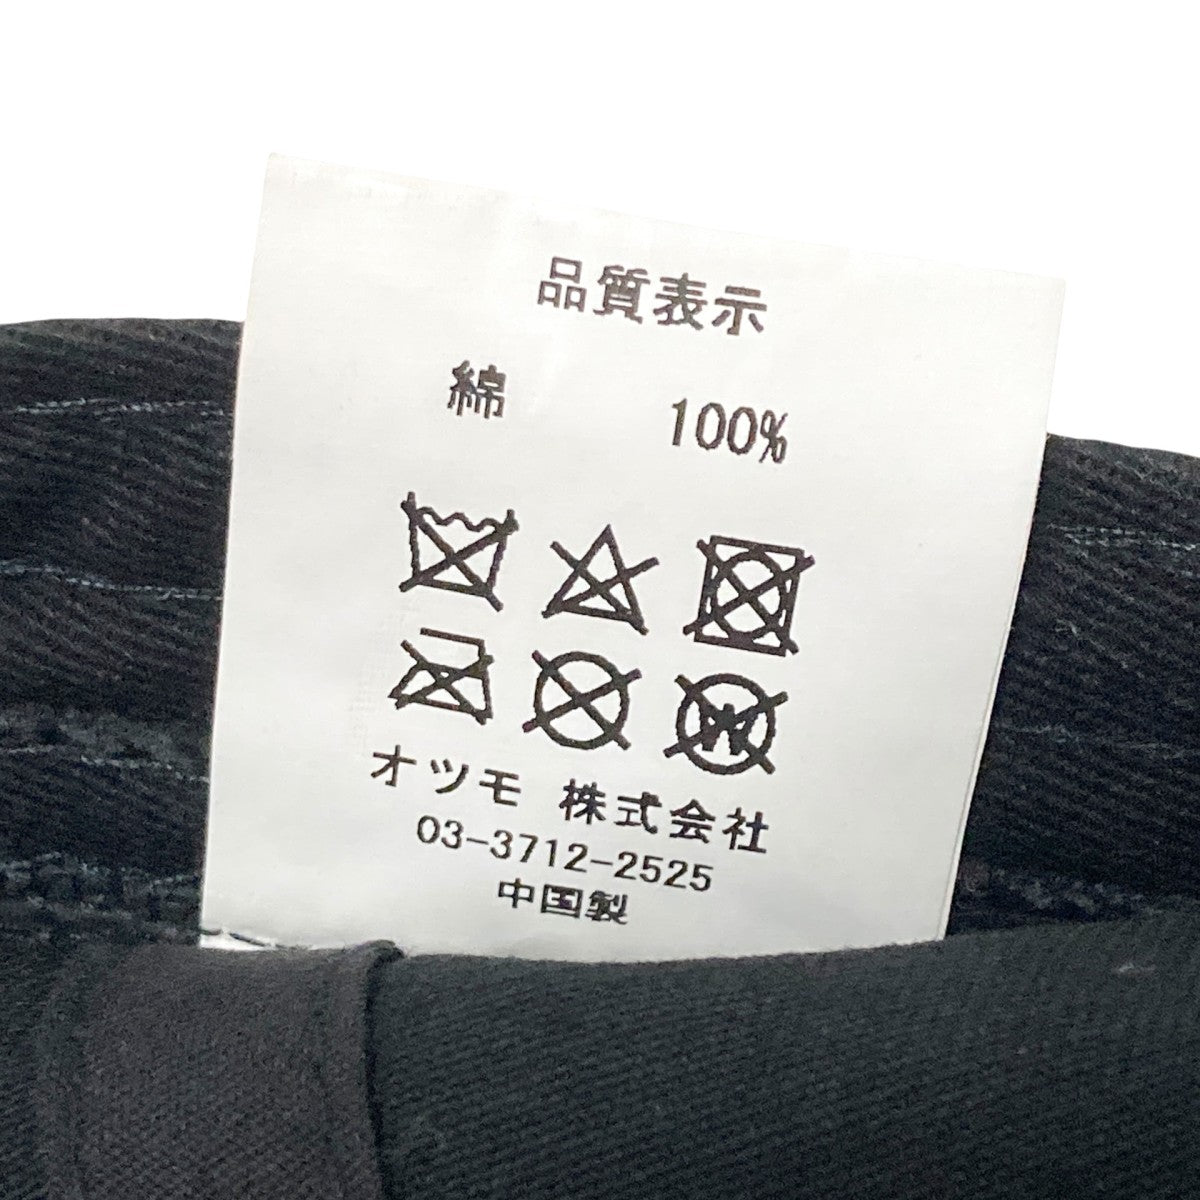 品質表示
綿 100%
W
オツモ 株式会社
03-3712-2525
中国製